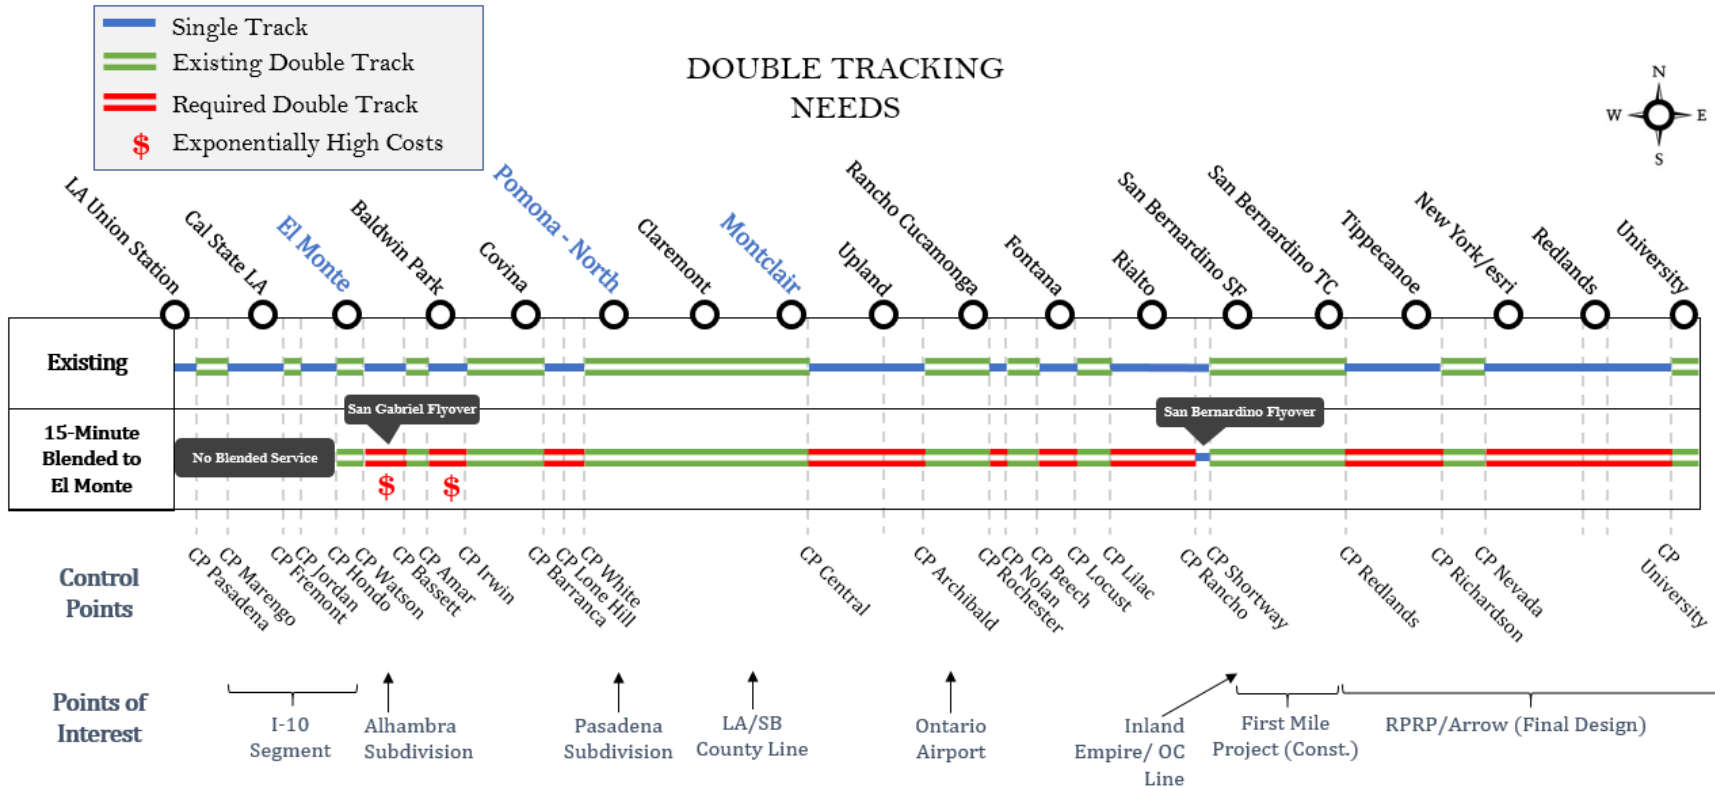 Single Track
Existing Double Track
Required Double Track
$ Exponentially High Costs
DOUBLE TRACKING
NEEDS
N
W
E
S
LA Union Station
Cal State LA
El Monte
Baldwin Park
Covina
Pomona - North
Claremont
Montclair
Upland
Rancho Cucamonga
Fontana
Rialto
San Bernardino SF
San Bernardino TC
Tippecanoe
New York/esri
Redlands
University
Existing
San Gabriel Flyover
San Bernardino Flyover
15-Minute
Blended to
El Monte
No Blended Service
$
$
Control
Points
CP Pasadena
CP Marengo
CP Fremont
CP Jordan
CP Hondo
CP Watson
CP Bassett
CP Amar
CP Irwin
CP Barranca
CP Lone Hill
CP White
CP Central
CP Archibald
CP Rochester
CP Nolan
CP Beech
CP Locust
CP Lilac
CP Rancho
CP Shortway
CP Redlands
CP Richardson
CP Nevada
CP
University
Points of
Interest
I-10
Segment
Alhambra
Subdivision
Pasadena
Subdivision
LA/SB
County Line
Ontario
Airport
Inland
Empire/ OC
Line
First Mile
Project (Const.)
RPRP/Arrow (Final Design)